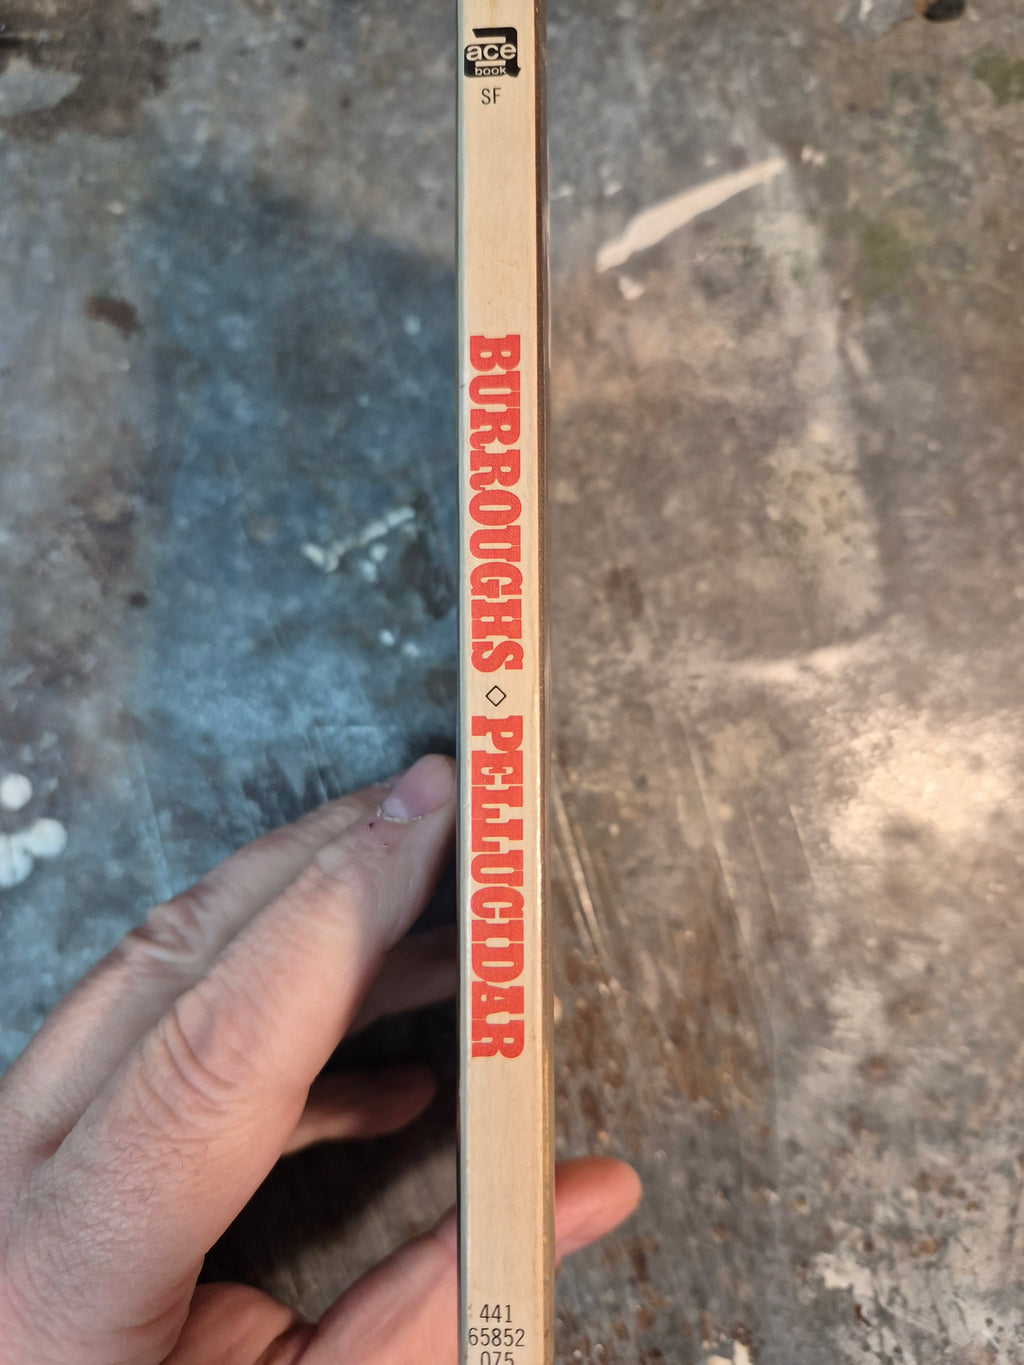 ace
book
SF
BURROUGHS ◇ PELLUCIDAR
441
65852
075